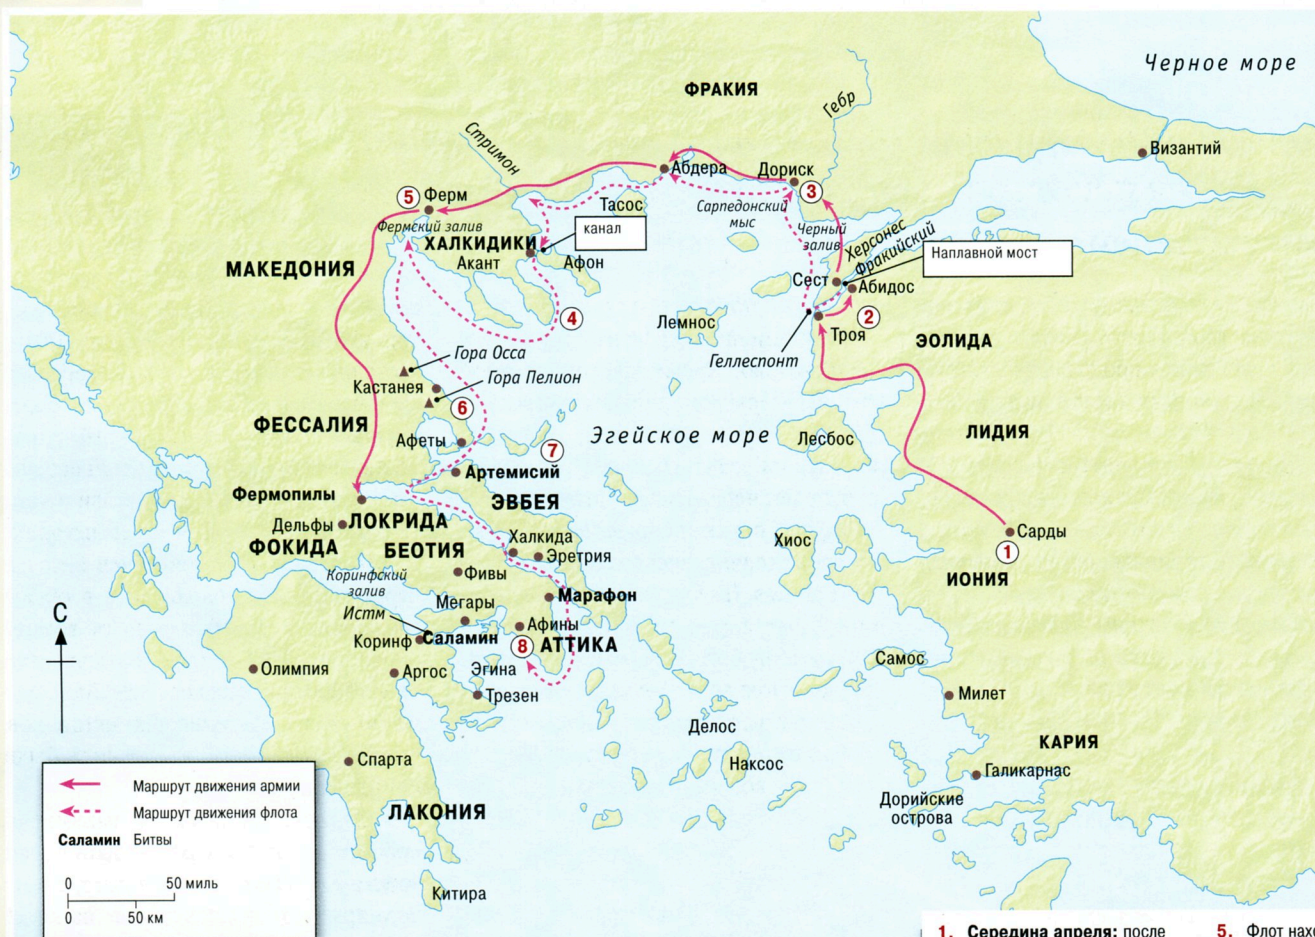 Черное море
ФРАКИЯ
Гебр
Стримон
Византий
Абдера
Дориск
3
5
Ферм
Тасос
Сарпедонский
мыс
Фермский залив
канал
Черный
залив
Херсонес
Фракийский
ХАЛКИДИКИ
Наплавной мост
МАКЕДОНИЯ
Акант
Афон
Сест
Абидос
4
Лемнос
2
Троя
ЭОЛИДА
Геллеспонт
Гора Осса
Гора Пелион
Кастанея
6
ФЕССАЛИЯ
Афеты
7
Эгейское море
Лесбос
ЛИДИЯ
Артемисий
Фермопилы
ЭВБЕЯ
Дельфы
ЛОКРИДА
Сарды
1
ФОКИДА
БЕОТИЯ
Халкида
Эретрия
Хиос
ИОНИЯ
Коринфский
залив
Фивы
Мегары
Марафон
С
Истм
Афины
Коринф
Саламин
8
АТТИКА
Самос
Олимпия
Аргос
Эгина
Милет
Трезен
Делос
КАРИЯ
Спарта
Наксос
Галикарнас
Маршрут движения армии
Дорийские
острова
Маршрут движения флота
ЛАКОНИЯ
Саламин Битвы
0 50 миль
Китира
0 50 км
1. Середина апреля: после
5. Флот нахо